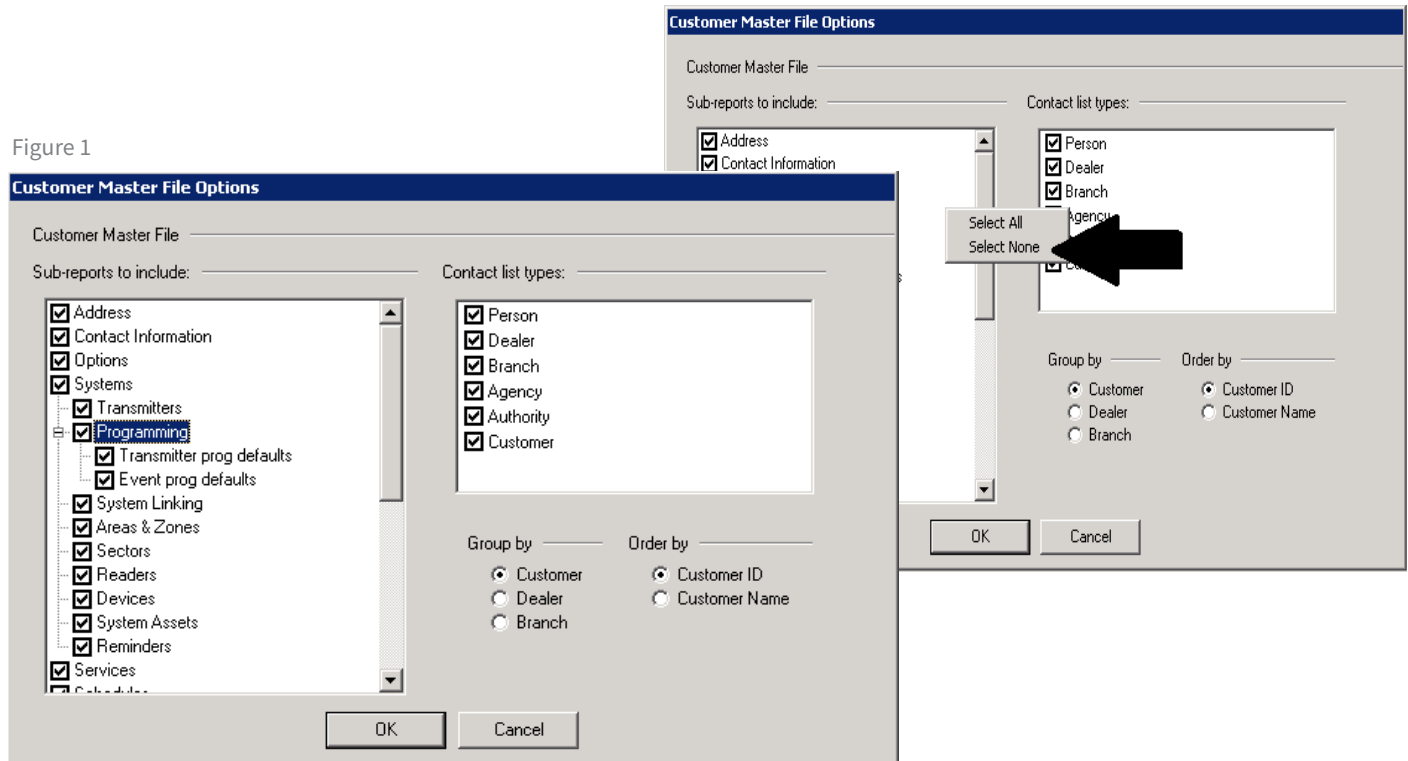 Customer Master File Options
Customer Master File
Sub-reports to include:
Contact list types:
Address
Contact Information
Person
Dealer
Branch
Agency
Select All
Select None
Group by
Order by
Customer
Dealer
Branch
Customer ID
Customer Name
OK
Cancel
Figure 1
Customer Master File Options
Customer Master File
Sub-reports to include:
Contact list types:
Address
Contact Information
Options
Systems
Transmitters
Programming
Transmitter prog defaults
Event prog defaults
System Linking
Areas & Zones
Sectors
Readers
Devices
System Assets
Reminders
Services
Person
Dealer
Branch
Agency
Authority
Customer
Group by
Order by
Customer
Dealer
Branch
Customer ID
Customer Name
OK
Cancel